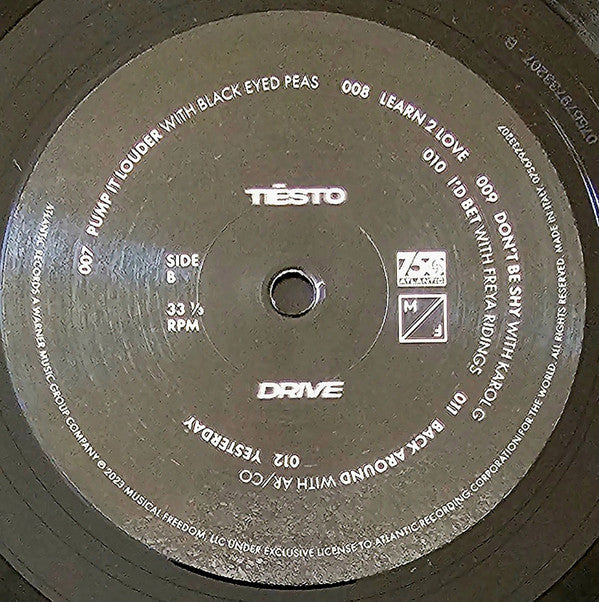 007 PUMP IT LOUDER WITH BLACK EYED PEAS
008 LEARN 2 LOVE
009 DON'T BE SHY WITH KAROL G
010 I'D BET WITH FREYA RIDINGS
011 BACK AROUND WITH AR/CO
012 YESTERDAY
TIËSTO
SIDE
B
33 ⅓
RPM
75
ATLANTIC
M/F
DRIVE
ATLANTIC RECORDS, A WARNER MUSIC GROUP COMPANY ℗ 2023 MUSICAL FREEDOM, LLC UNDER EXCLUSIVE LICENSE TO ATLANTIC RECORDING CORPORATION FOR THE WORLD. ALL RIGHTS RESERVED. MADE IN ITALY. 075679733207
075679733207 - B